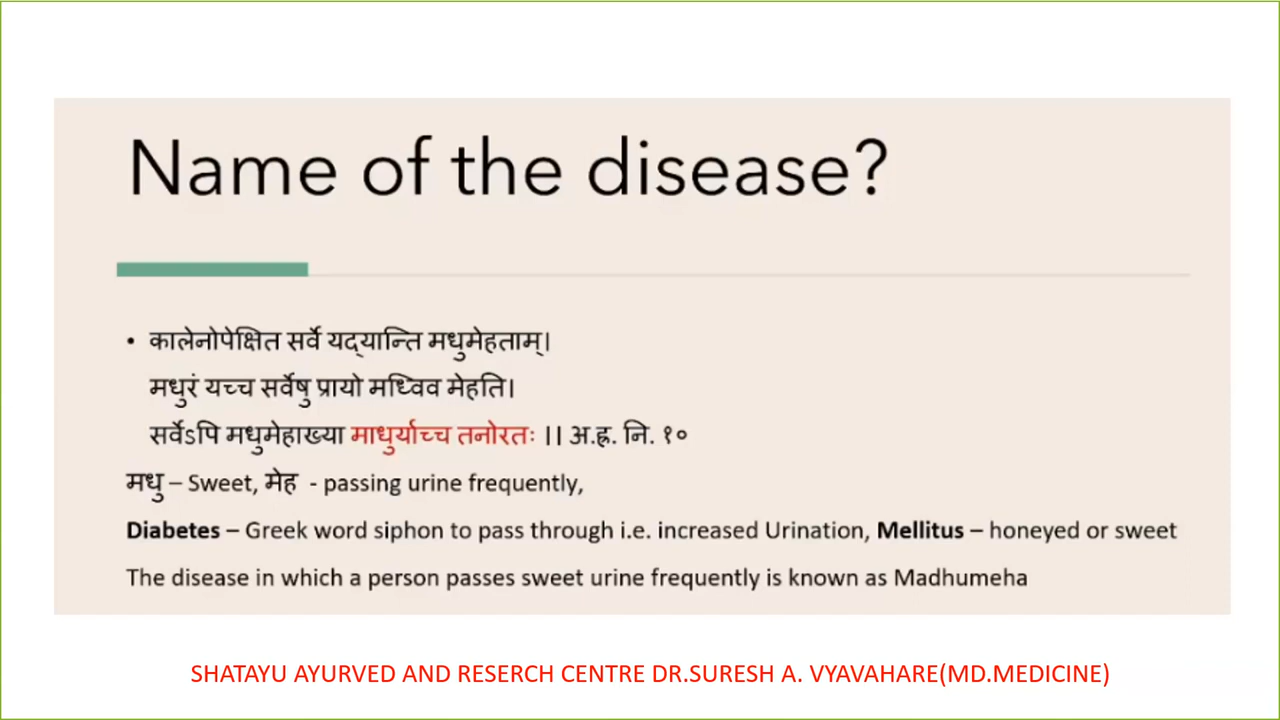 Name of the disease?
• कालेनोपेक्षित सर्वे यद्यान्ति मधुमेहताम्।
मधुरं यच्च सर्वेषु प्रायो मध्विव मेहति।
सर्वेऽपि मधुमेहाख्या माधुर्याच्च तनोरतः ।। अ.ह्र. नि. १०
मधु – Sweet, मेह - passing urine frequently,
Diabetes – Greek word siphon to pass through i.e. increased Urination, Mellitus – honeyed or sweet
The disease in which a person passes sweet urine frequently is known as Madhumeha
SHATAYU AYURVED AND RESERCH CENTRE DR.SURESH A. VYAVAHARE(MD.MEDICINE)